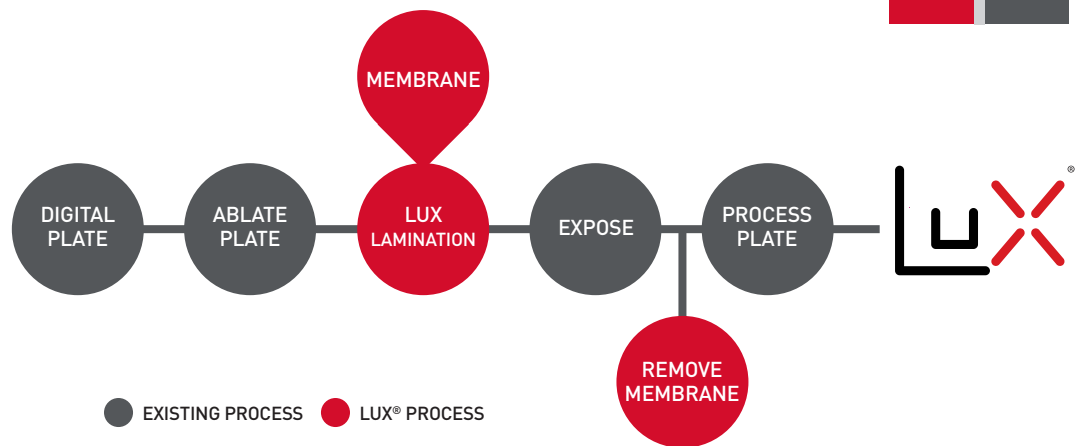 MEMBRANE
DIGITAL
PLATE
ABLATE
PLATE
LUX
LAMINATION
EXPOSE
PROCESS
PLATE
LUX®
REMOVE
MEMBRANE
EXISTING PROCESS
LUX® PROCESS